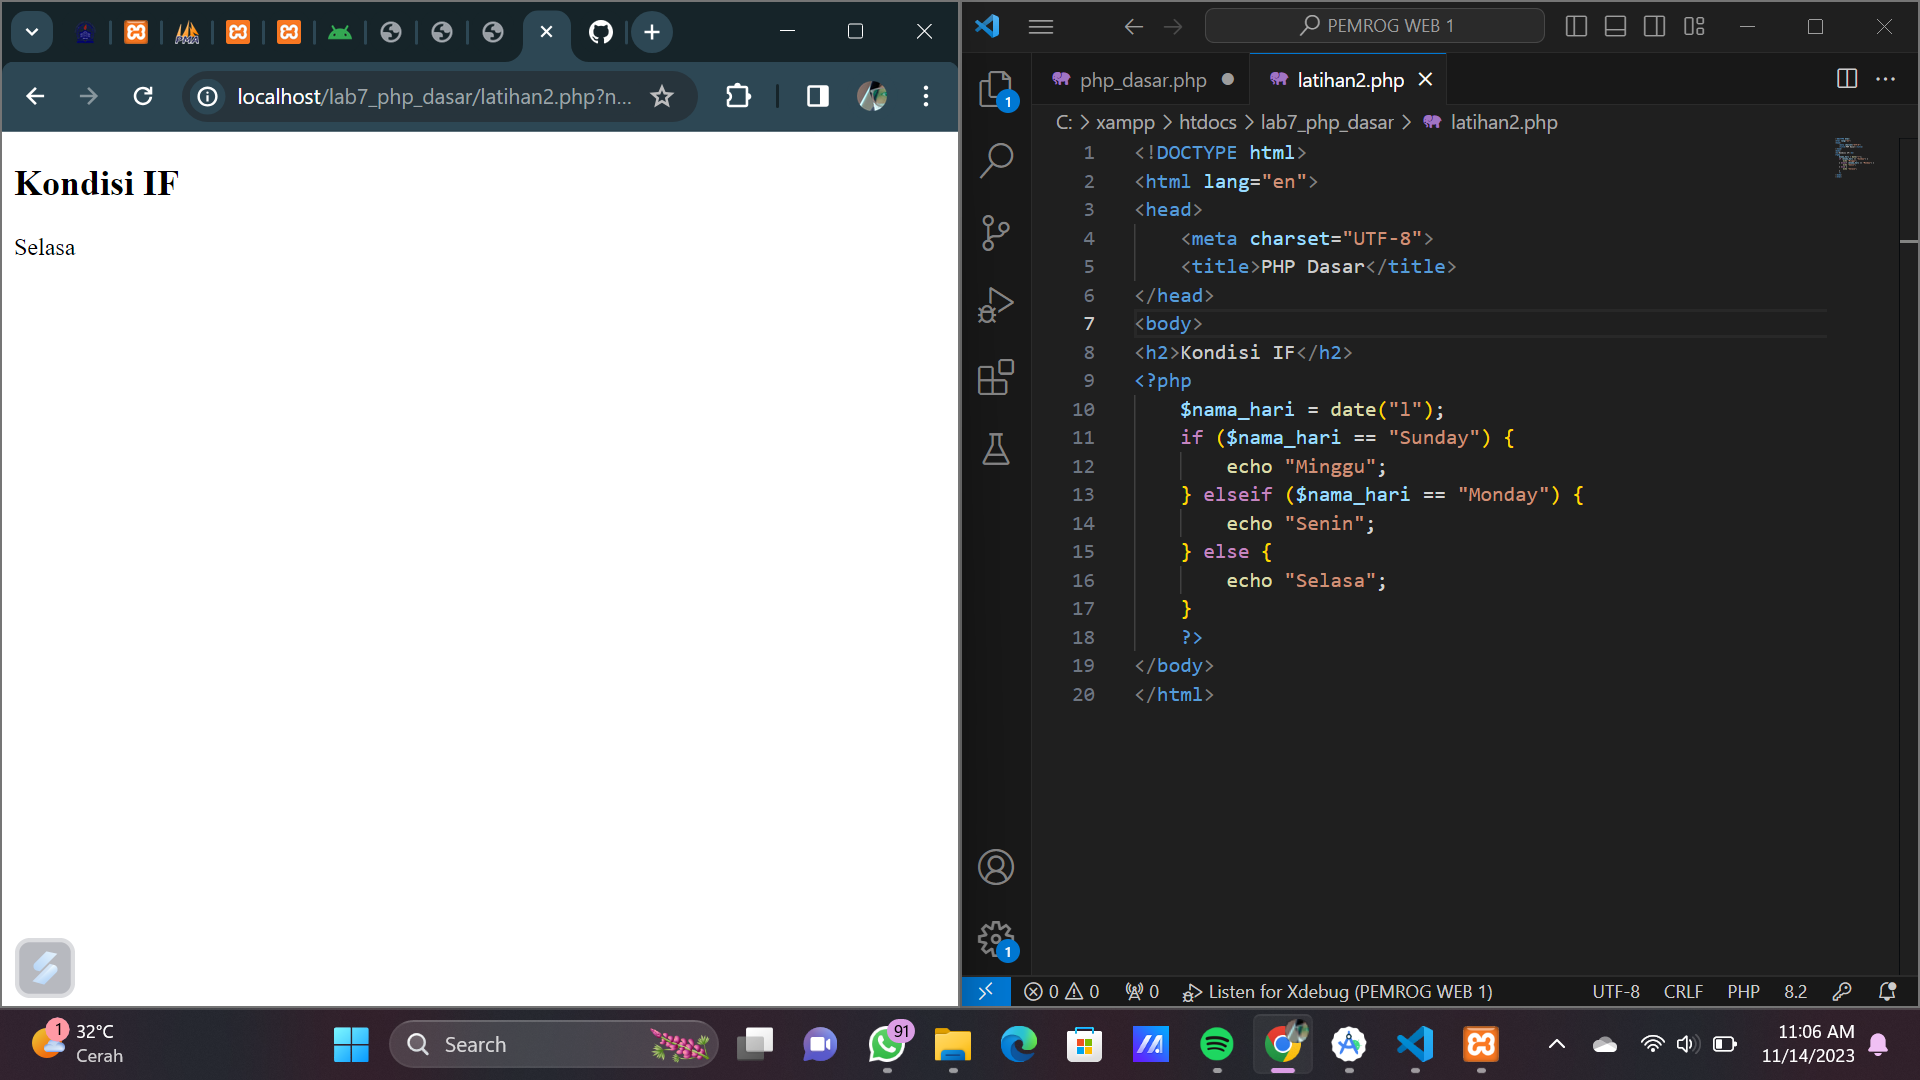 localhost/lab7_php_dasar/latihan2.php?n...
Kondisi IF
Selasa
PEMROG WEB 1
php_dasar.php
latihan2.php
C: > xampp > htdocs > lab7_php_dasar > latihan2.php
1 <!DOCTYPE html>
2 <html lang="en">
3 <head>
4 <meta charset="UTF-8">
5 <title>PHP Dasar</title>
6 </head>
7 <body>
8 <h2>Kondisi IF</h2>
9 <?php
10 $nama_hari = date("l");
11 if ($nama_hari == "Sunday") {
12 echo "Minggu";
13 } elseif ($nama_hari == "Monday") {
14 echo "Senin";
15 } else {
16 echo "Selasa";
17 }
18 ?>
19 </body>
20 </html>
1
1
0 0 0 Listen for Xdebug (PEMROG WEB 1) UTF-8 CRLF PHP 8.2
1
32°C
Cerah
Search
91
11:06 AM
11/14/2023